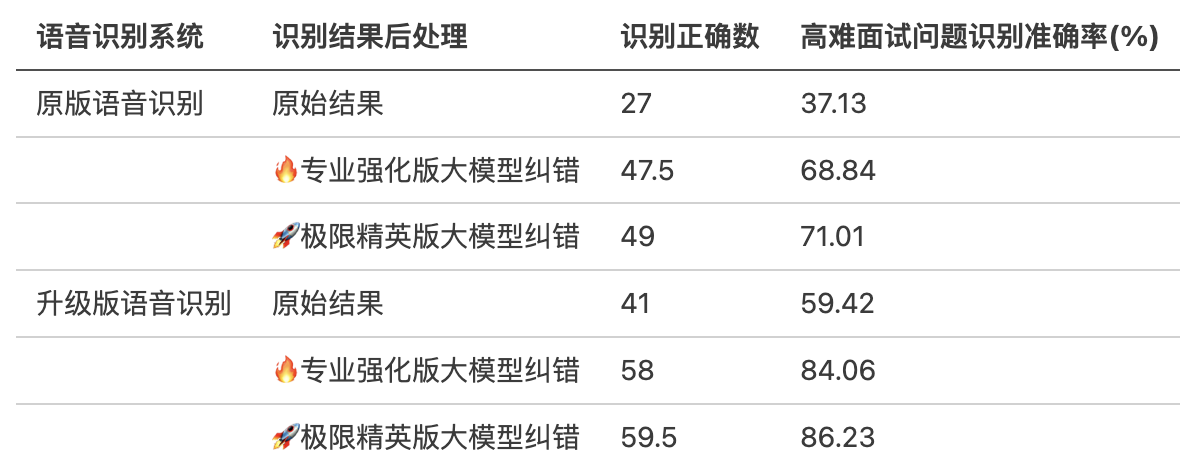 语音识别系统 识别结果后处理 识别正确数 高难面试问题识别准确率(%)
原版语音识别 原始结果 27 37.13
🔥专业强化版大模型纠错 47.5 68.84
🚀极限精英版大模型纠错 49 71.01
升级版语音识别 原始结果 41 59.42
🔥专业强化版大模型纠错 58 84.06
🚀极限精英版大模型纠错 59.5 86.23